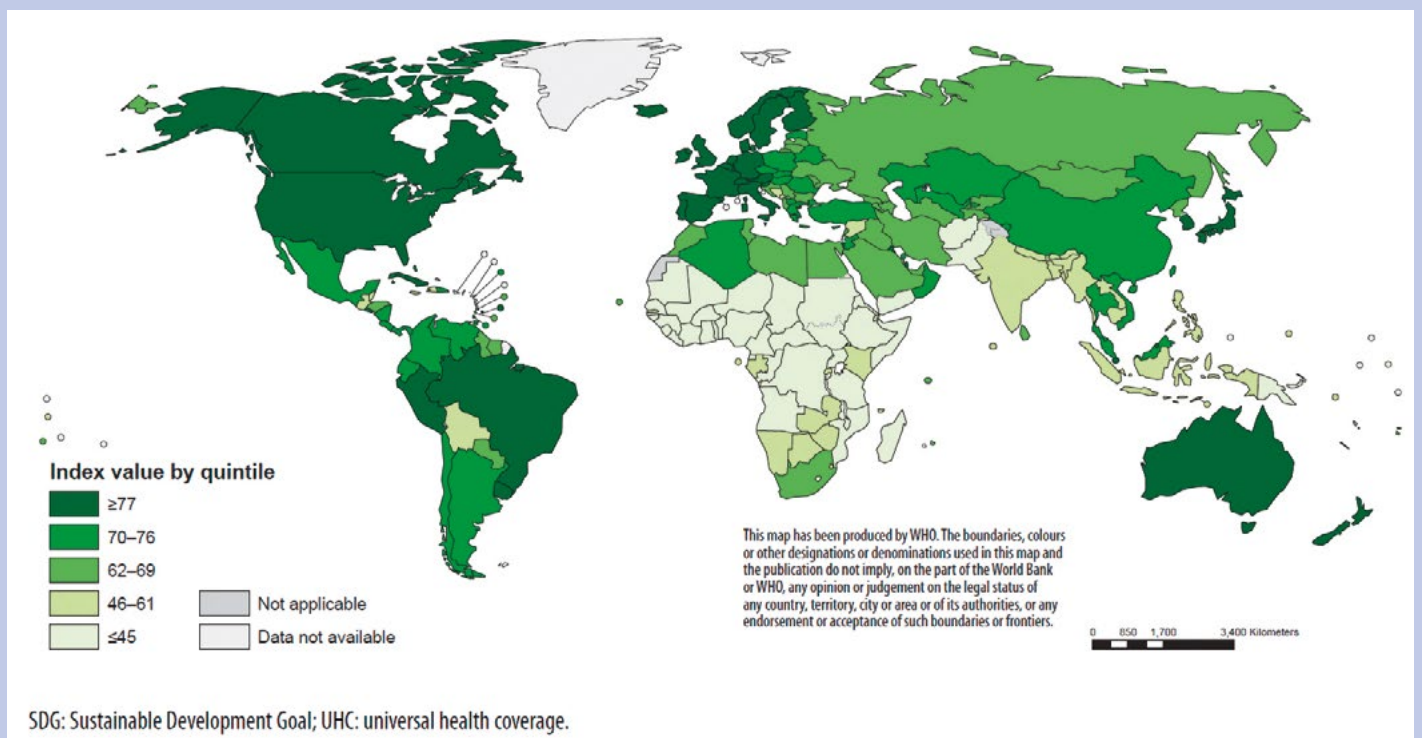 Index value by quintile
≥77
70–76
62–69
46–61
≤45
Not applicable
Data not available
This map has been produced by WHO. The boundaries, colours
or other designations or denominations used in this map and
the publication do not imply, on the part of the World Bank
or WHO, any opinion or judgement on the legal status of
any country, territory, city or area or of its authorities, or any
endorsement or acceptance of such boundaries or frontiers.
0 850 1,700 3,400 Kilometers
SDG: Sustainable Development Goal; UHC: universal health coverage.